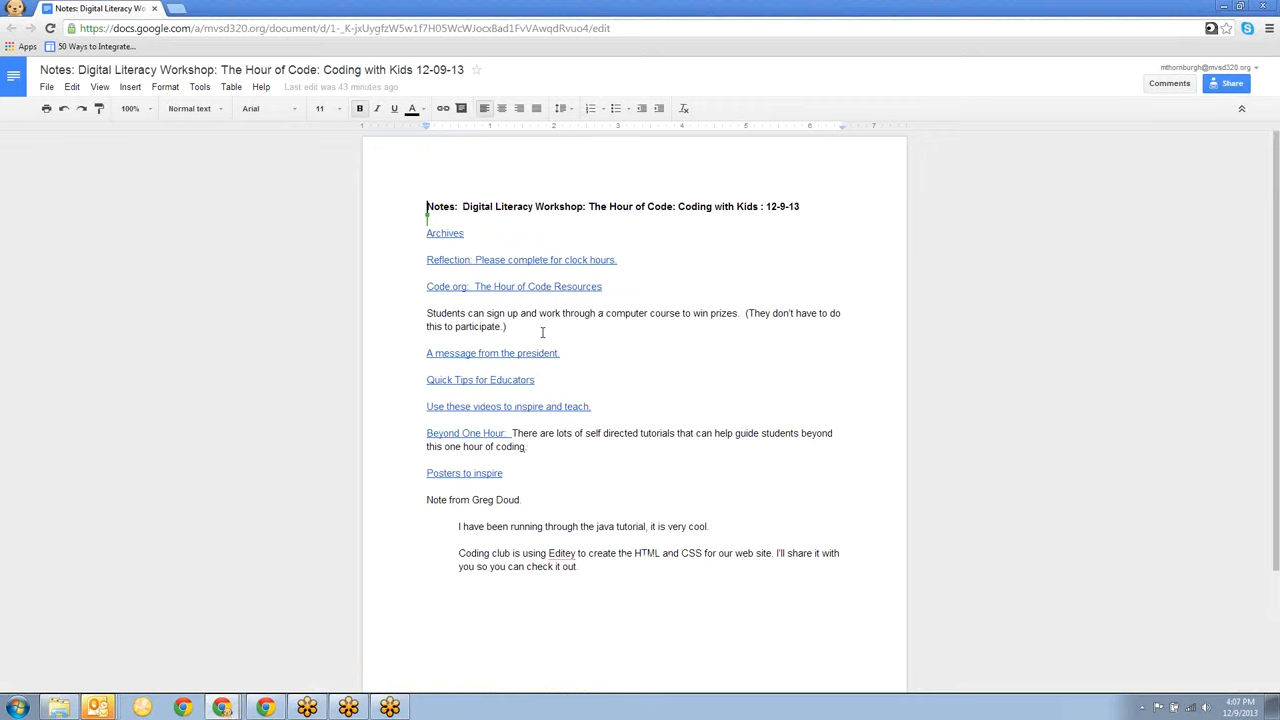 Notes: Digital Literacy Wo
https://docs.google.com/a/mvsd320.org/document/d/1-_K-jxUygfzW5w1f7H05WcWJocxBad1FvVAwqdRvuo4/edit
Apps 50 Ways to Integrate...
Notes: Digital Literacy Workshop: The Hour of Code: Coding with Kids 12-09-13
mthornburgh@mvsd320.org
File Edit View Insert Format Tools Table Help Last edit was 43 minutes ago
Comments Share
100% Normal text Arial 11 B I U A
1 1 2 3 4 5 6 7
Notes: Digital Literacy Workshop: The Hour of Code: Coding with Kids : 12-9-13
Archives
Reflection: Please complete for clock hours.
Code.org: The Hour of Code Resources
Students can sign up and work through a computer course to win prizes. (They don't have to do
this to participate.)
A message from the president.
Quick Tips for Educators
Use these videos to inspire and teach.
Beyond One Hour: There are lots of self directed tutorials that can help guide students beyond
this one hour of coding.
Posters to inspire
Note from Greg Doud.
I have been running through the java tutorial, it is very cool.
Coding club is using Editey to create the HTML and CSS for our web site. I'll share it with
you so you can check it out.
4:07 PM
12/9/2013